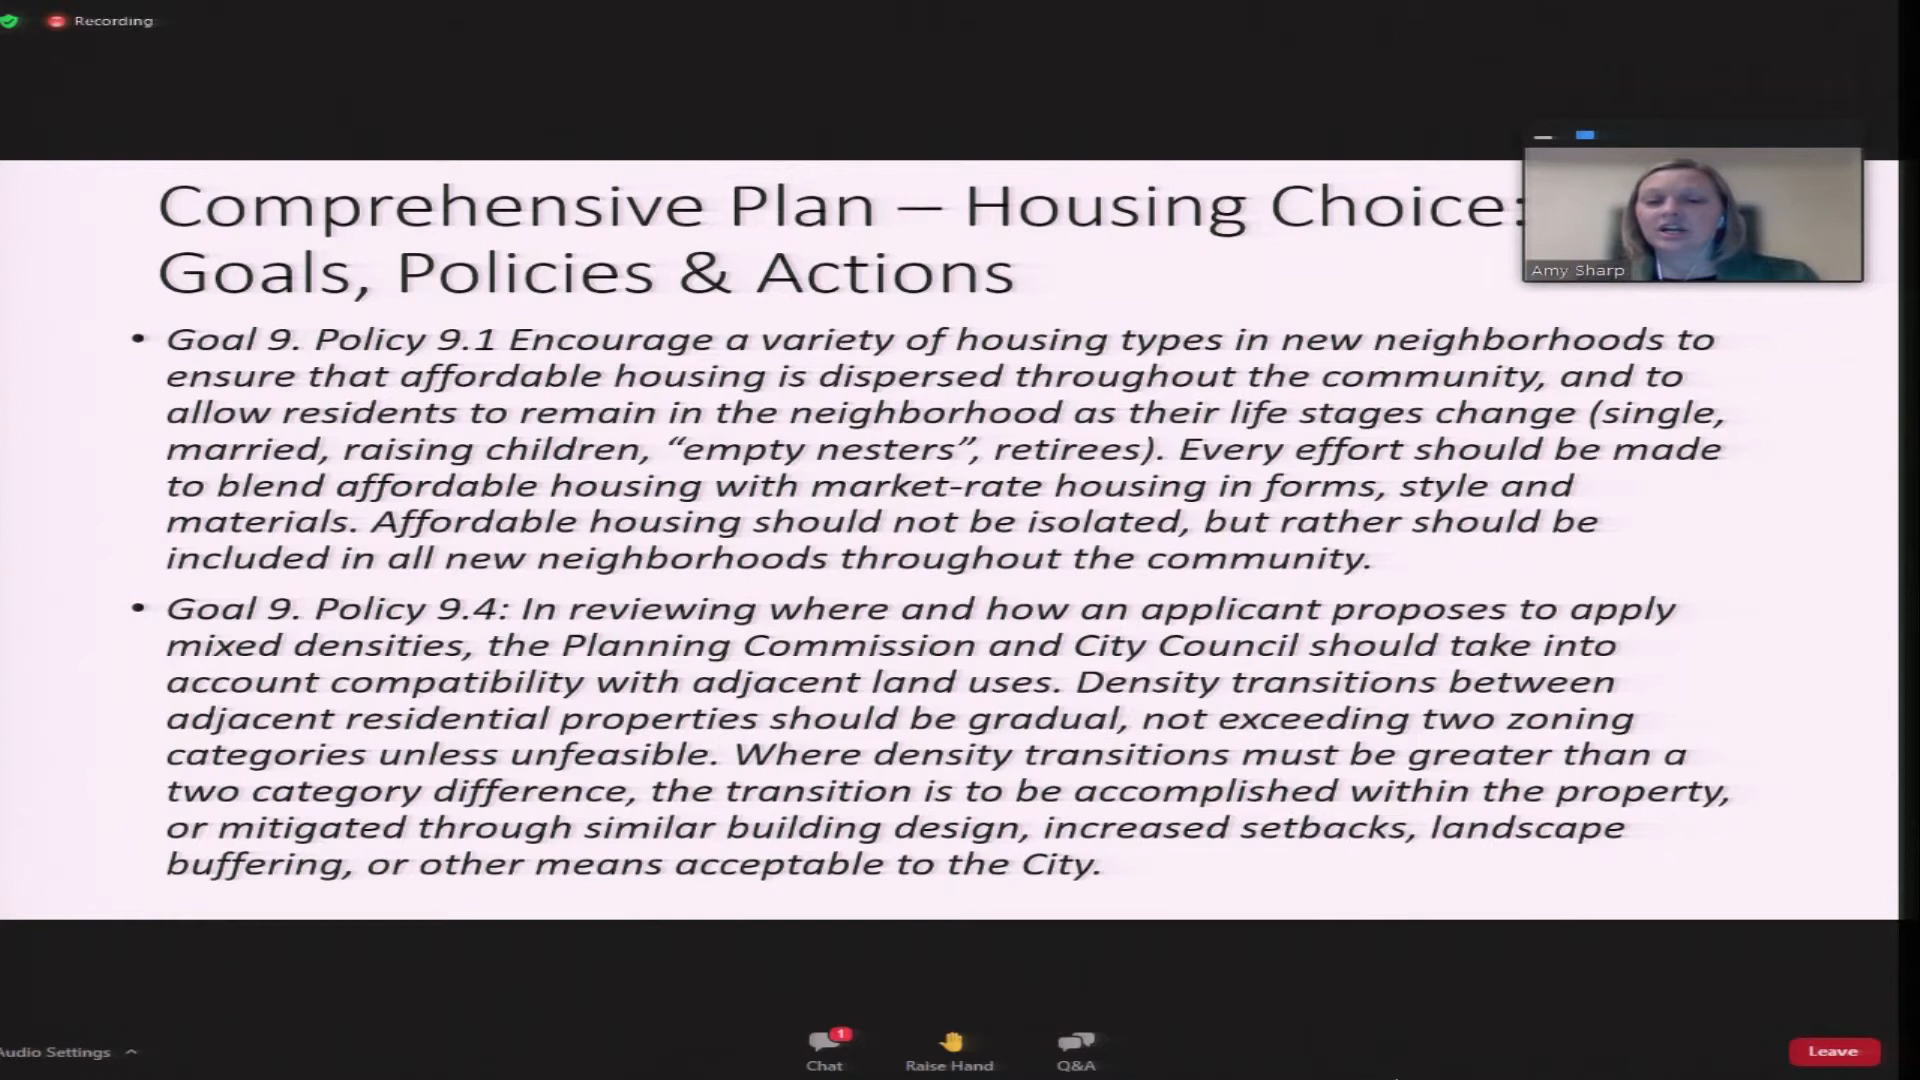 Recording
Comprehensive Plan – Housing Choice:
Goals, Policies & Actions
Amy Sharp
• Goal 9. Policy 9.1 Encourage a variety of housing types in new neighborhoods to
ensure that affordable housing is dispersed throughout the community, and to
allow residents to remain in the neighborhood as their life stages change (single,
married, raising children, “empty nesters”, retirees). Every effort should be made
to blend affordable housing with market-rate housing in forms, style and
materials. Affordable housing should not be isolated, but rather should be
included in all new neighborhoods throughout the community.
• Goal 9. Policy 9.4: In reviewing where and how an applicant proposes to apply
mixed densities, the Planning Commission and City Council should take into
account compatibility with adjacent land uses. Density transitions between
adjacent residential properties should be gradual, not exceeding two zoning
categories unless unfeasible. Where density transitions must be greater than a
two category difference, the transition is to be accomplished within the property,
or mitigated through similar building design, increased setbacks, landscape
buffering, or other means acceptable to the City.
Audio Settings
1
Chat
Raise Hand
Q&A
Leave